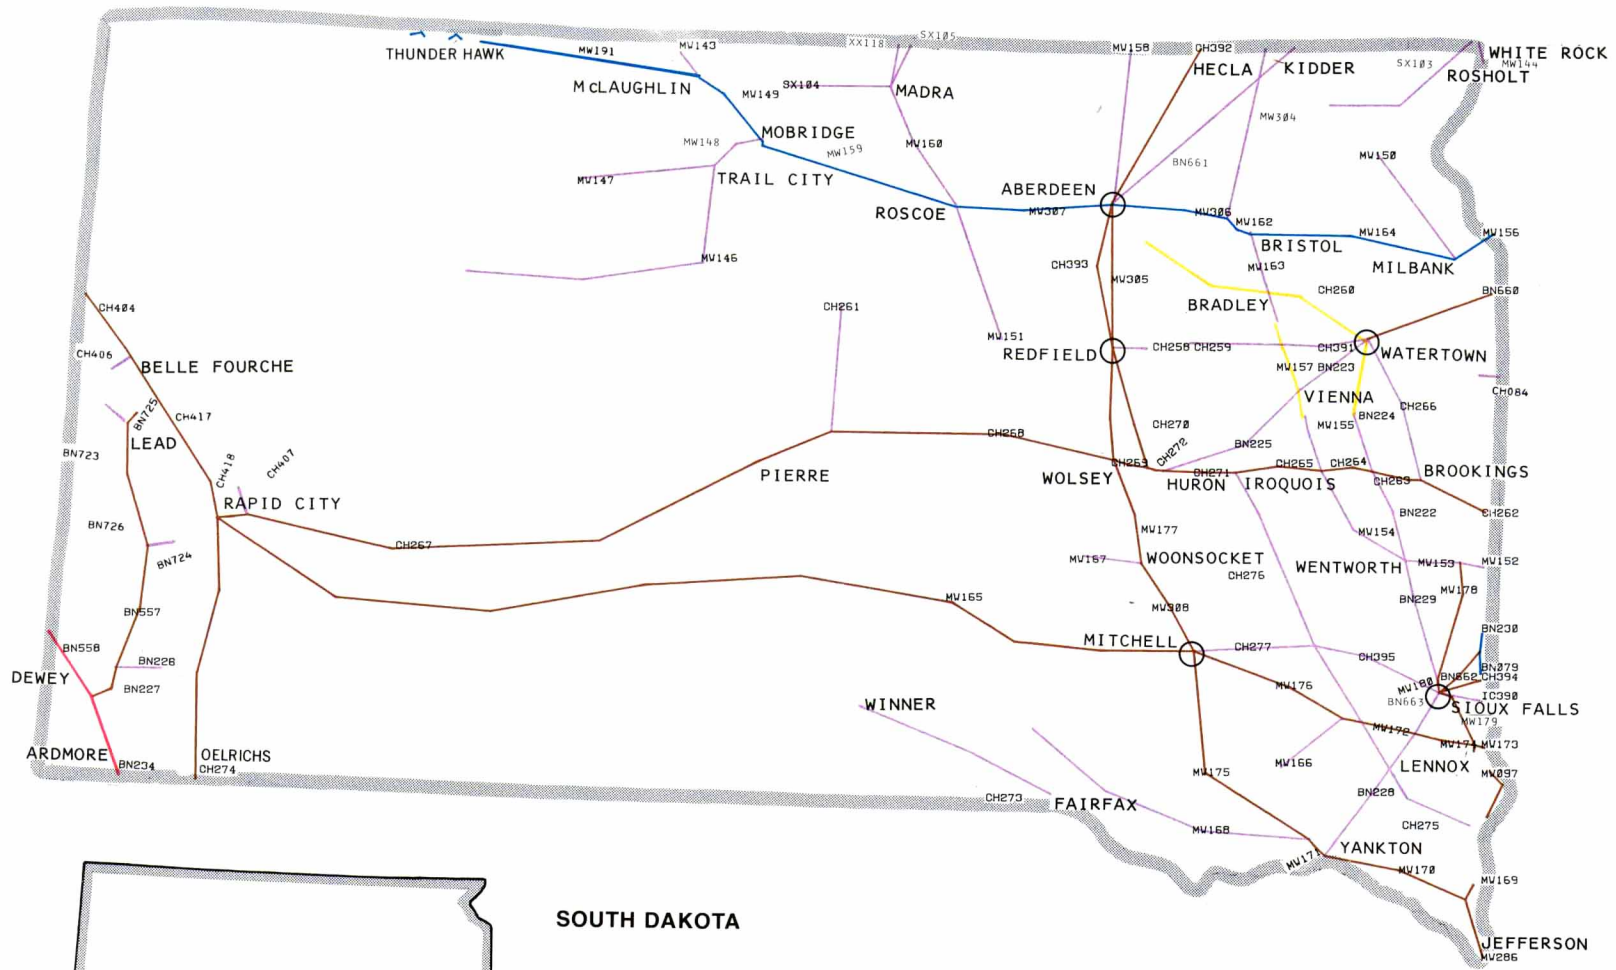 SX105
XX118
MW143
MW158
CH392
THUNDER HAWK
MW191
WHITE ROCK
MW144
HECLA
KIDDER
SX103
ROSHOLT
McLAUGHLIN
MW149
SX104
MADRA
MW304
MOBRIDGE
MW148
MW159
MW160
BN661
MW150
MW147
TRAIL CITY
ABERDEEN
ROSCOE
MW307
MW306
MW162
MW164
MW156
BRISTOL
MW146
CH393
MW163
MILBANK
MW305
CH260
BN660
CH404
CH261
BRADLEY
MW151
CH406
REDFIELD
CH258
CH259
CH391
WATERTOWN
BELLE FOURCHE
MW157
BN223
CH084
VIENNA
CH266
BN725
CH417
BN224
LEAD
CH270
MW155
BN723
CH268
BN225
CH418
CH407
CH269
CH272
CH271
CH265
CH264
BROOKINGS
PIERRE
WOLSEY
HURON
IROQUOIS
CH263
RAPID CITY
BN222
CH262
BN726
MW177
MW154
CH267
BN724
MW167
WOONSOCKET
WENTWORTH
MW153
MW152
CH276
MW178
MW165
BN229
BN557
MW308
BN230
BN558
MITCHELL
CH277
CH395
BN226
BN079
DEWEY
BN227
MW176
MW180
BN662
CH394
IC390
WINNER
BN663
SIOUX FALLS
MW179
MW172
MW174
MW173
ARDMORE
OELRICHS
BN234
CH274
MW166
LENNOX
MW175
MW097
CH273
FAIRFAX
BN228
CH275
MW168
YANKTON
MW171
MW170
MW169
SOUTH DAKOTA
JEFFERSON
MW286